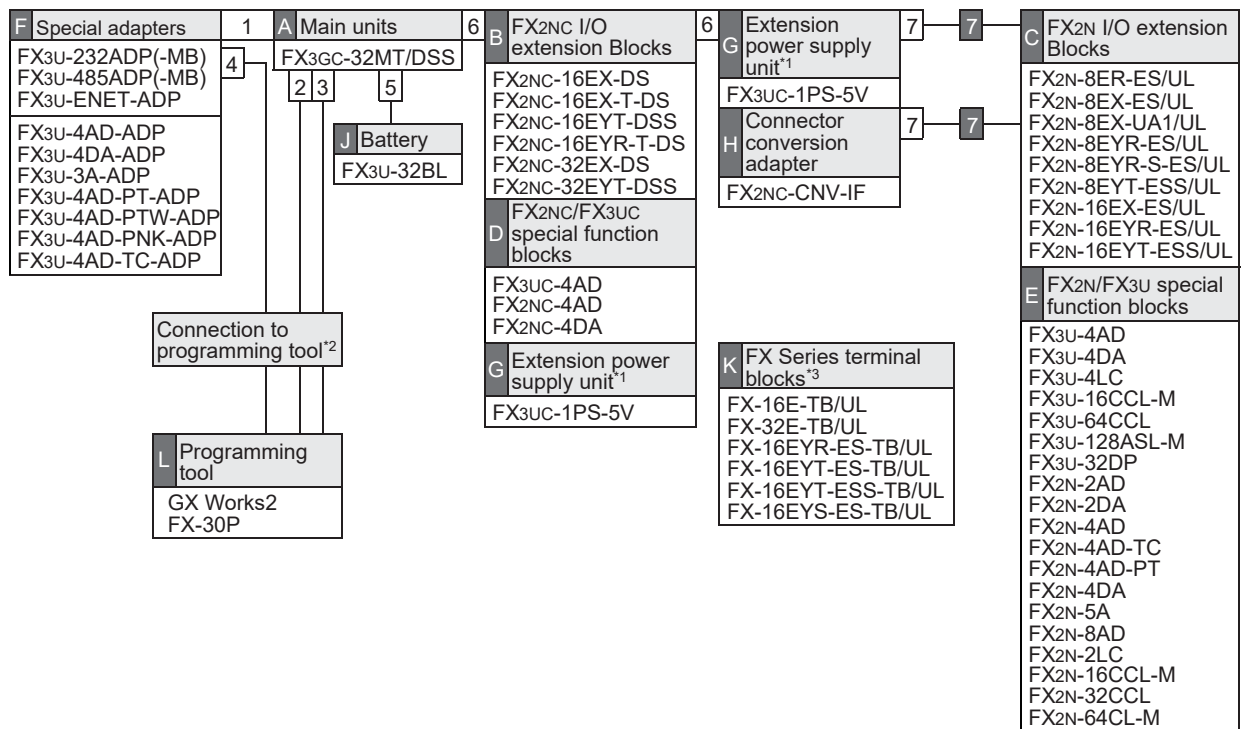 F Special adapters
FX3U-232ADP(-MB)
FX3U-485ADP(-MB)
FX3U-ENET-ADP
FX3U-4AD-ADP
FX3U-4DA-ADP
FX3U-3A-ADP
FX3U-4AD-PT-ADP
FX3U-4AD-PTW-ADP
FX3U-4AD-PNK-ADP
FX3U-4AD-TC-ADP
1
4
A Main units
FX3GC-32MT/DSS
2 3
5
J Battery
FX3U-32BL
Connection to
programming tool*2
L Programming
tool
GX Works2
FX-30P
6
B FX2NC I/O
extension Blocks
FX2NC-16EX-DS
FX2NC-16EX-T-DS
FX2NC-16EYT-DSS
FX2NC-16EYR-T-DS
FX2NC-32EX-DS
FX2NC-32EYT-DSS
D FX2NC/FX3UC
special function
blocks
FX3UC-4AD
FX2NC-4AD
FX2NC-4DA
G Extension power
supply unit*1
FX3UC-1PS-5V
6
G Extension
power supply
unit*1
FX3UC-1PS-5V
H Connector
conversion
adapter
FX2NC-CNV-IF
7 7
7 7
K FX Series terminal
blocks*3
FX-16E-TB/UL
FX-32E-TB/UL
FX-16EYR-ES-TB/UL
FX-16EYT-ES-TB/UL
FX-16EYT-ESS-TB/UL
FX-16EYS-ES-TB/UL
C FX2N I/O extension
Blocks
FX2N-8ER-ES/UL
FX2N-8EX-ES/UL
FX2N-8EX-UA1/UL
FX2N-8EYR-ES/UL
FX2N-8EYR-S-ES/UL
FX2N-8EYT-ESS/UL
FX2N-16EX-ES/UL
FX2N-16EYR-ES/UL
FX2N-16EYT-ESS/UL
E FX2N/FX3U special
function blocks
FX3U-4AD
FX3U-4DA
FX3U-4LC
FX3U-16CCL-M
FX3U-64CCL
FX3U-128ASL-M
FX3U-32DP
FX2N-2AD
FX2N-2DA
FX2N-4AD
FX2N-4AD-TC
FX2N-4AD-PT
FX2N-4DA
FX2N-5A
FX2N-8AD
FX2N-2LC
FX2N-16CCL-M
FX2N-32CCL
FX2N-64CL-M